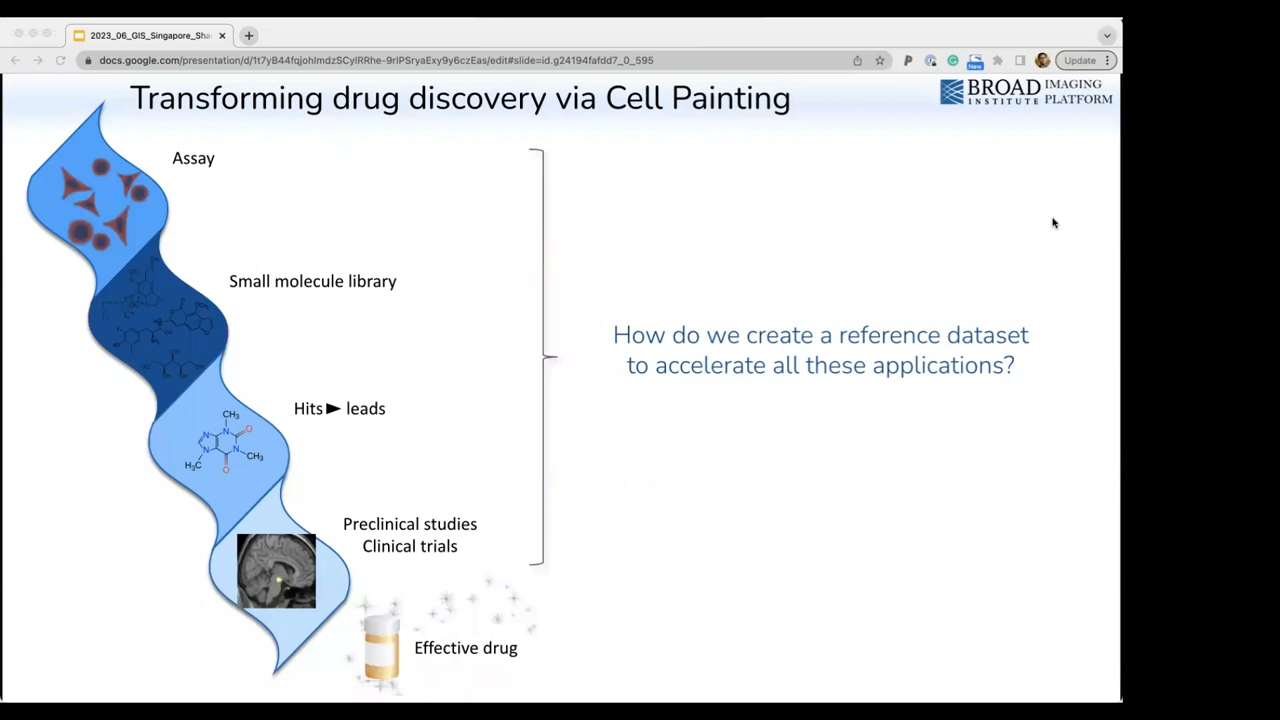 2023_06_GIS_Singapore_Sha
docs.google.com/presentation/d/1t7yB44fqjohImdzSCyIRRhe-9rlPSryaExy9y6czEas/edit#slide=id.g24194fafdd7_0_595
New
Update
Transforming drug discovery via Cell Painting
BROAD
INSTITUTE
IMAGING
PLATFORM
Assay
Small molecule library
How do we create a reference dataset
to accelerate all these applications?
Hits► leads
CH3
N
O
N
N
N
CH3
H3C
O
Preclinical studies
Clinical trials
Effective drug